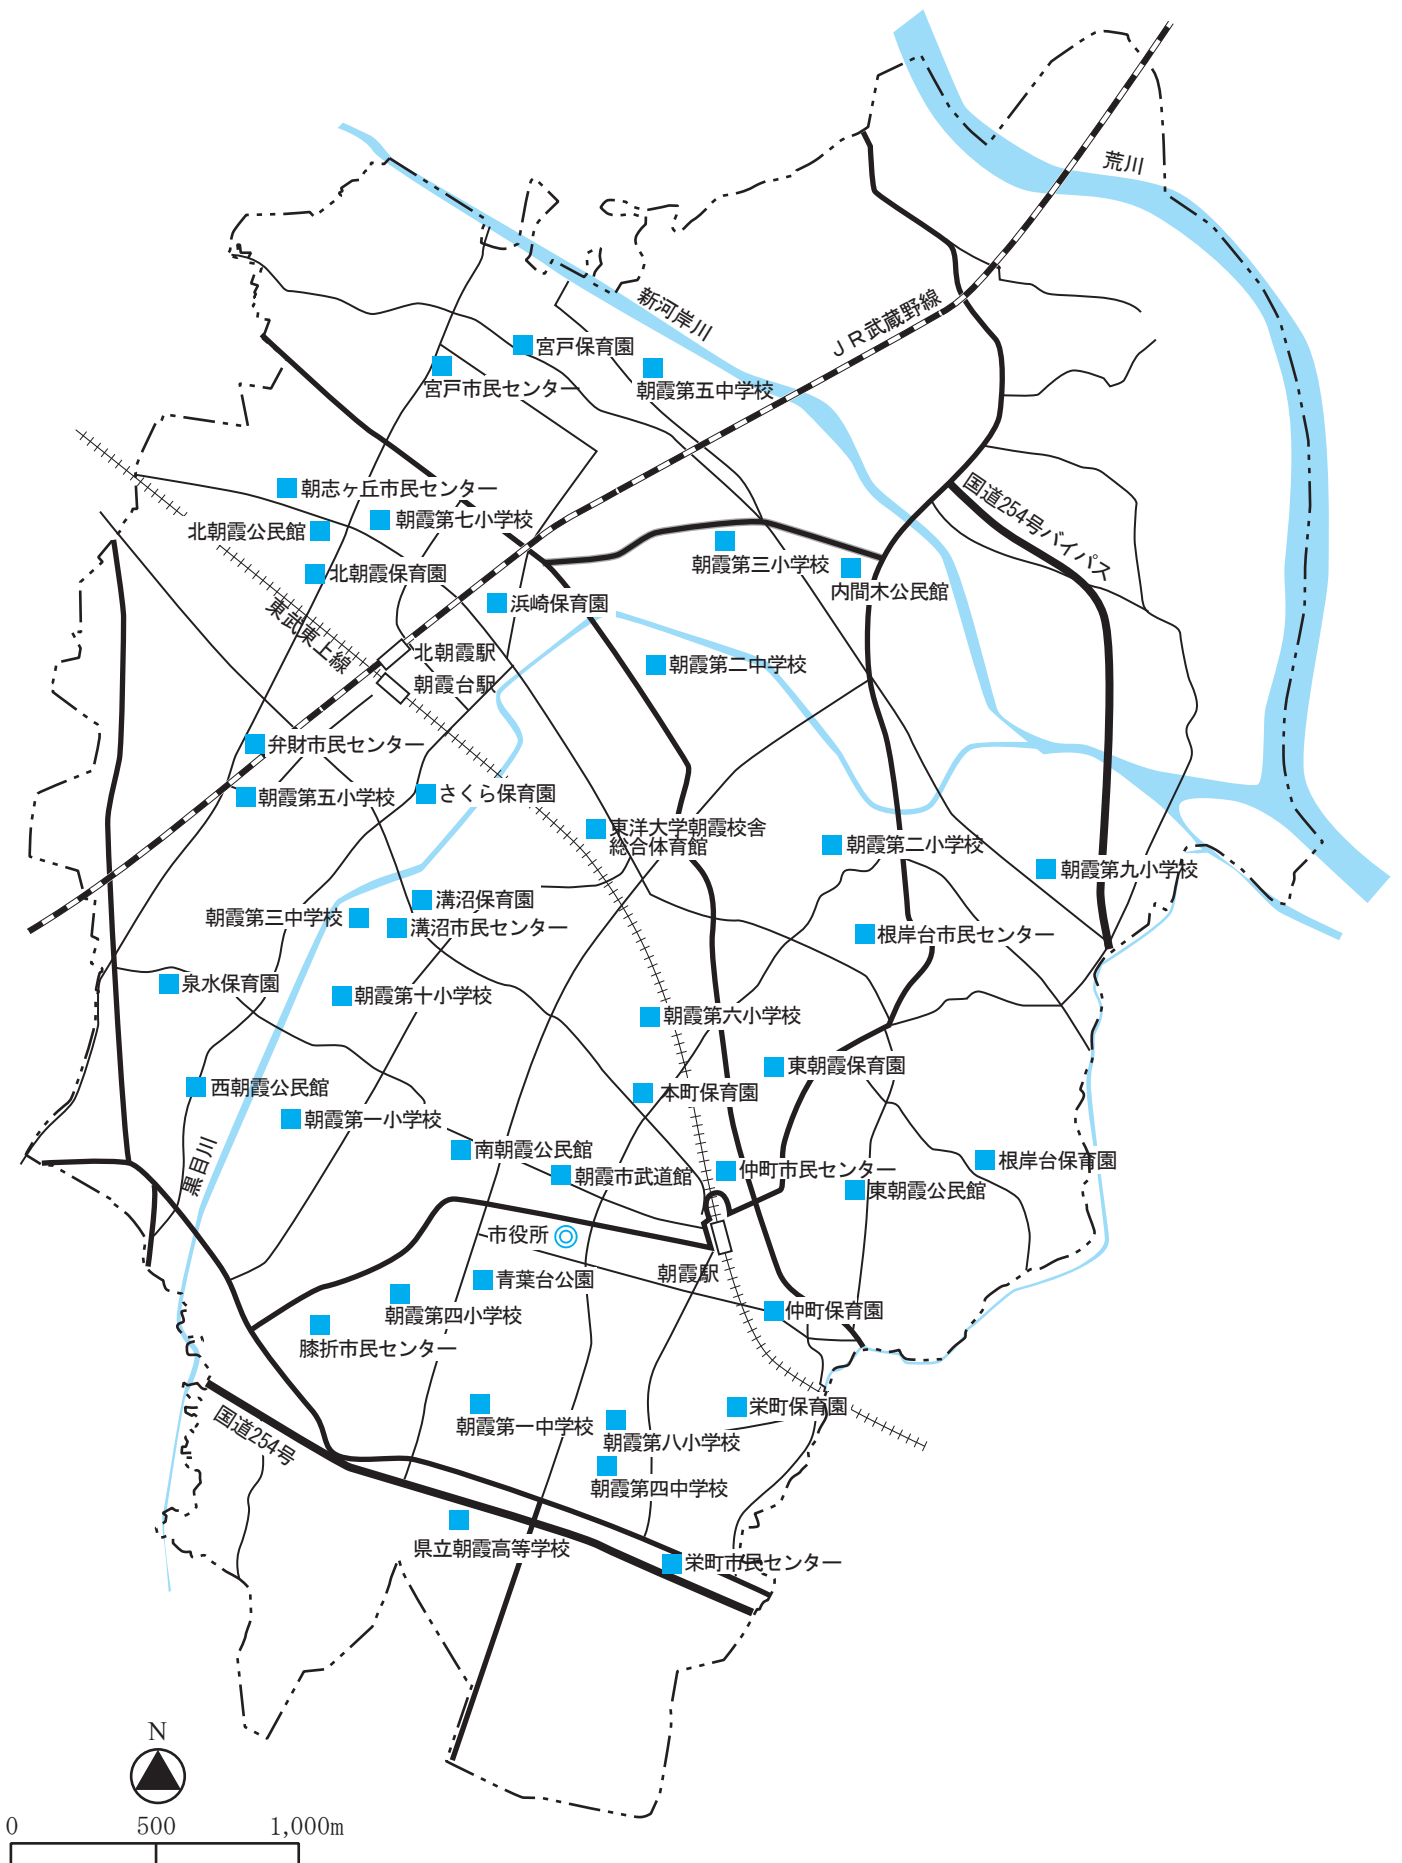 荒川
新河岸川
JR武蔵野線
宮戸保育園
宮戸市民センター
朝霞第五中学校
国道254号バイパス
朝志ヶ丘市民センター
朝霞第七小学校
北朝霞公民館
朝霞第三小学校
北朝霞保育園
内間木公民館
浜崎保育園
東武東上線
北朝霞駅
朝霞第二中学校
朝霞台駅
弁財市民センター
朝霞第五小学校
さくら保育園
東洋大学朝霞校舎
総合体育館
朝霞第二小学校
朝霞第九小学校
溝沼保育園
朝霞第三中学校
溝沼市民センター
根岸台市民センター
泉水保育園
朝霞第十小学校
朝霞第六小学校
東朝霞保育園
西朝霞公民館
本町保育園
朝霞第一小学校
黒目川
南朝霞公民館
朝霞市武道館
仲町市民センター
根岸台保育園
東朝霞公民館
市役所
朝霞駅
青葉台公園
朝霞第四小学校
仲町保育園
膝折市民センター
栄町保育園
国道254号
朝霞第一中学校
朝霞第八小学校
朝霞第四中学校
県立朝霞高等学校
栄町市民センター
N
0 500 1,000m